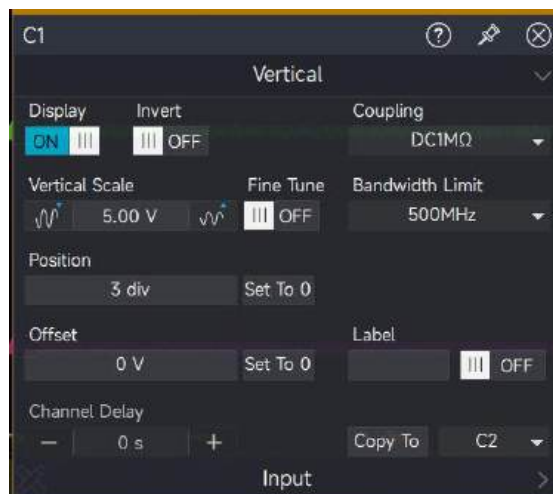 C1
Vertical
Display Invert Coupling
ON OFF DC1MΩ
Vertical Scale Fine Tune Bandwidth Limit
5.00 V OFF 500MHz
Position
3 div Set To 0
Offset Label
0 V Set To 0 OFF
Channel Delay
— 0 s + Copy To C2
Input